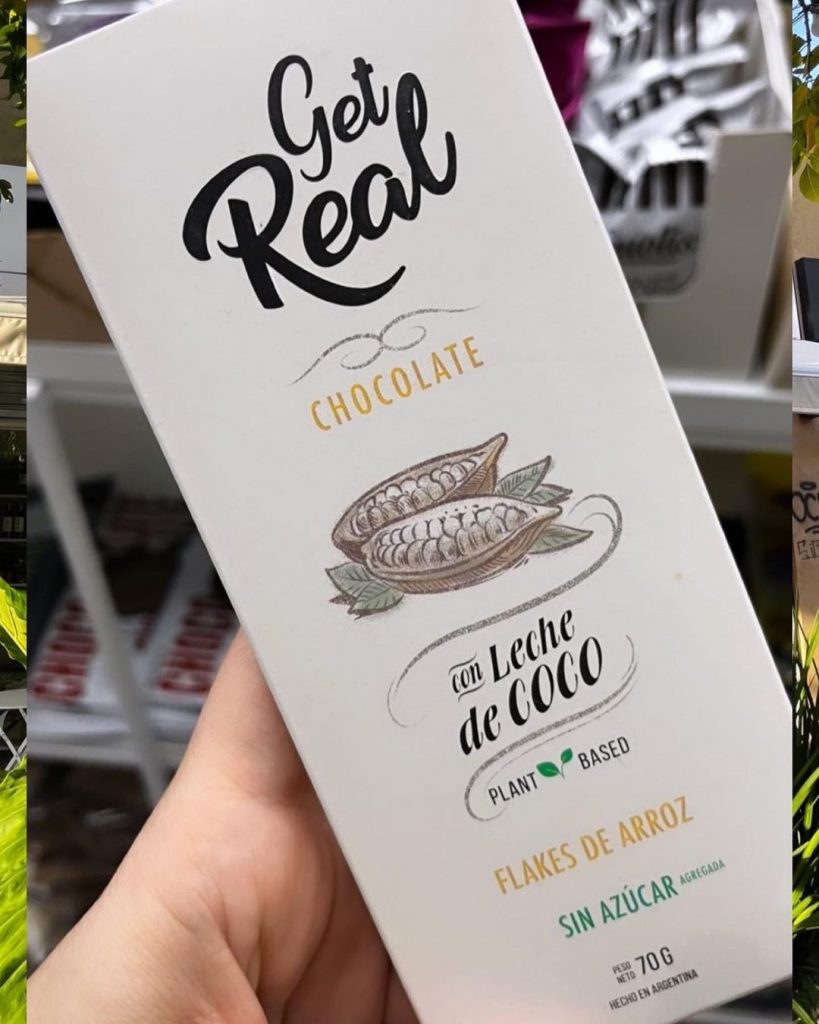 Get
Real
CHOCOLATE
con Leche
de COCO
PLANT BASED
FLAKES DE ARROZ
SIN AZÚCAR AGREGADA
PESO NETO 70 G
HECHO EN ARGENTINA